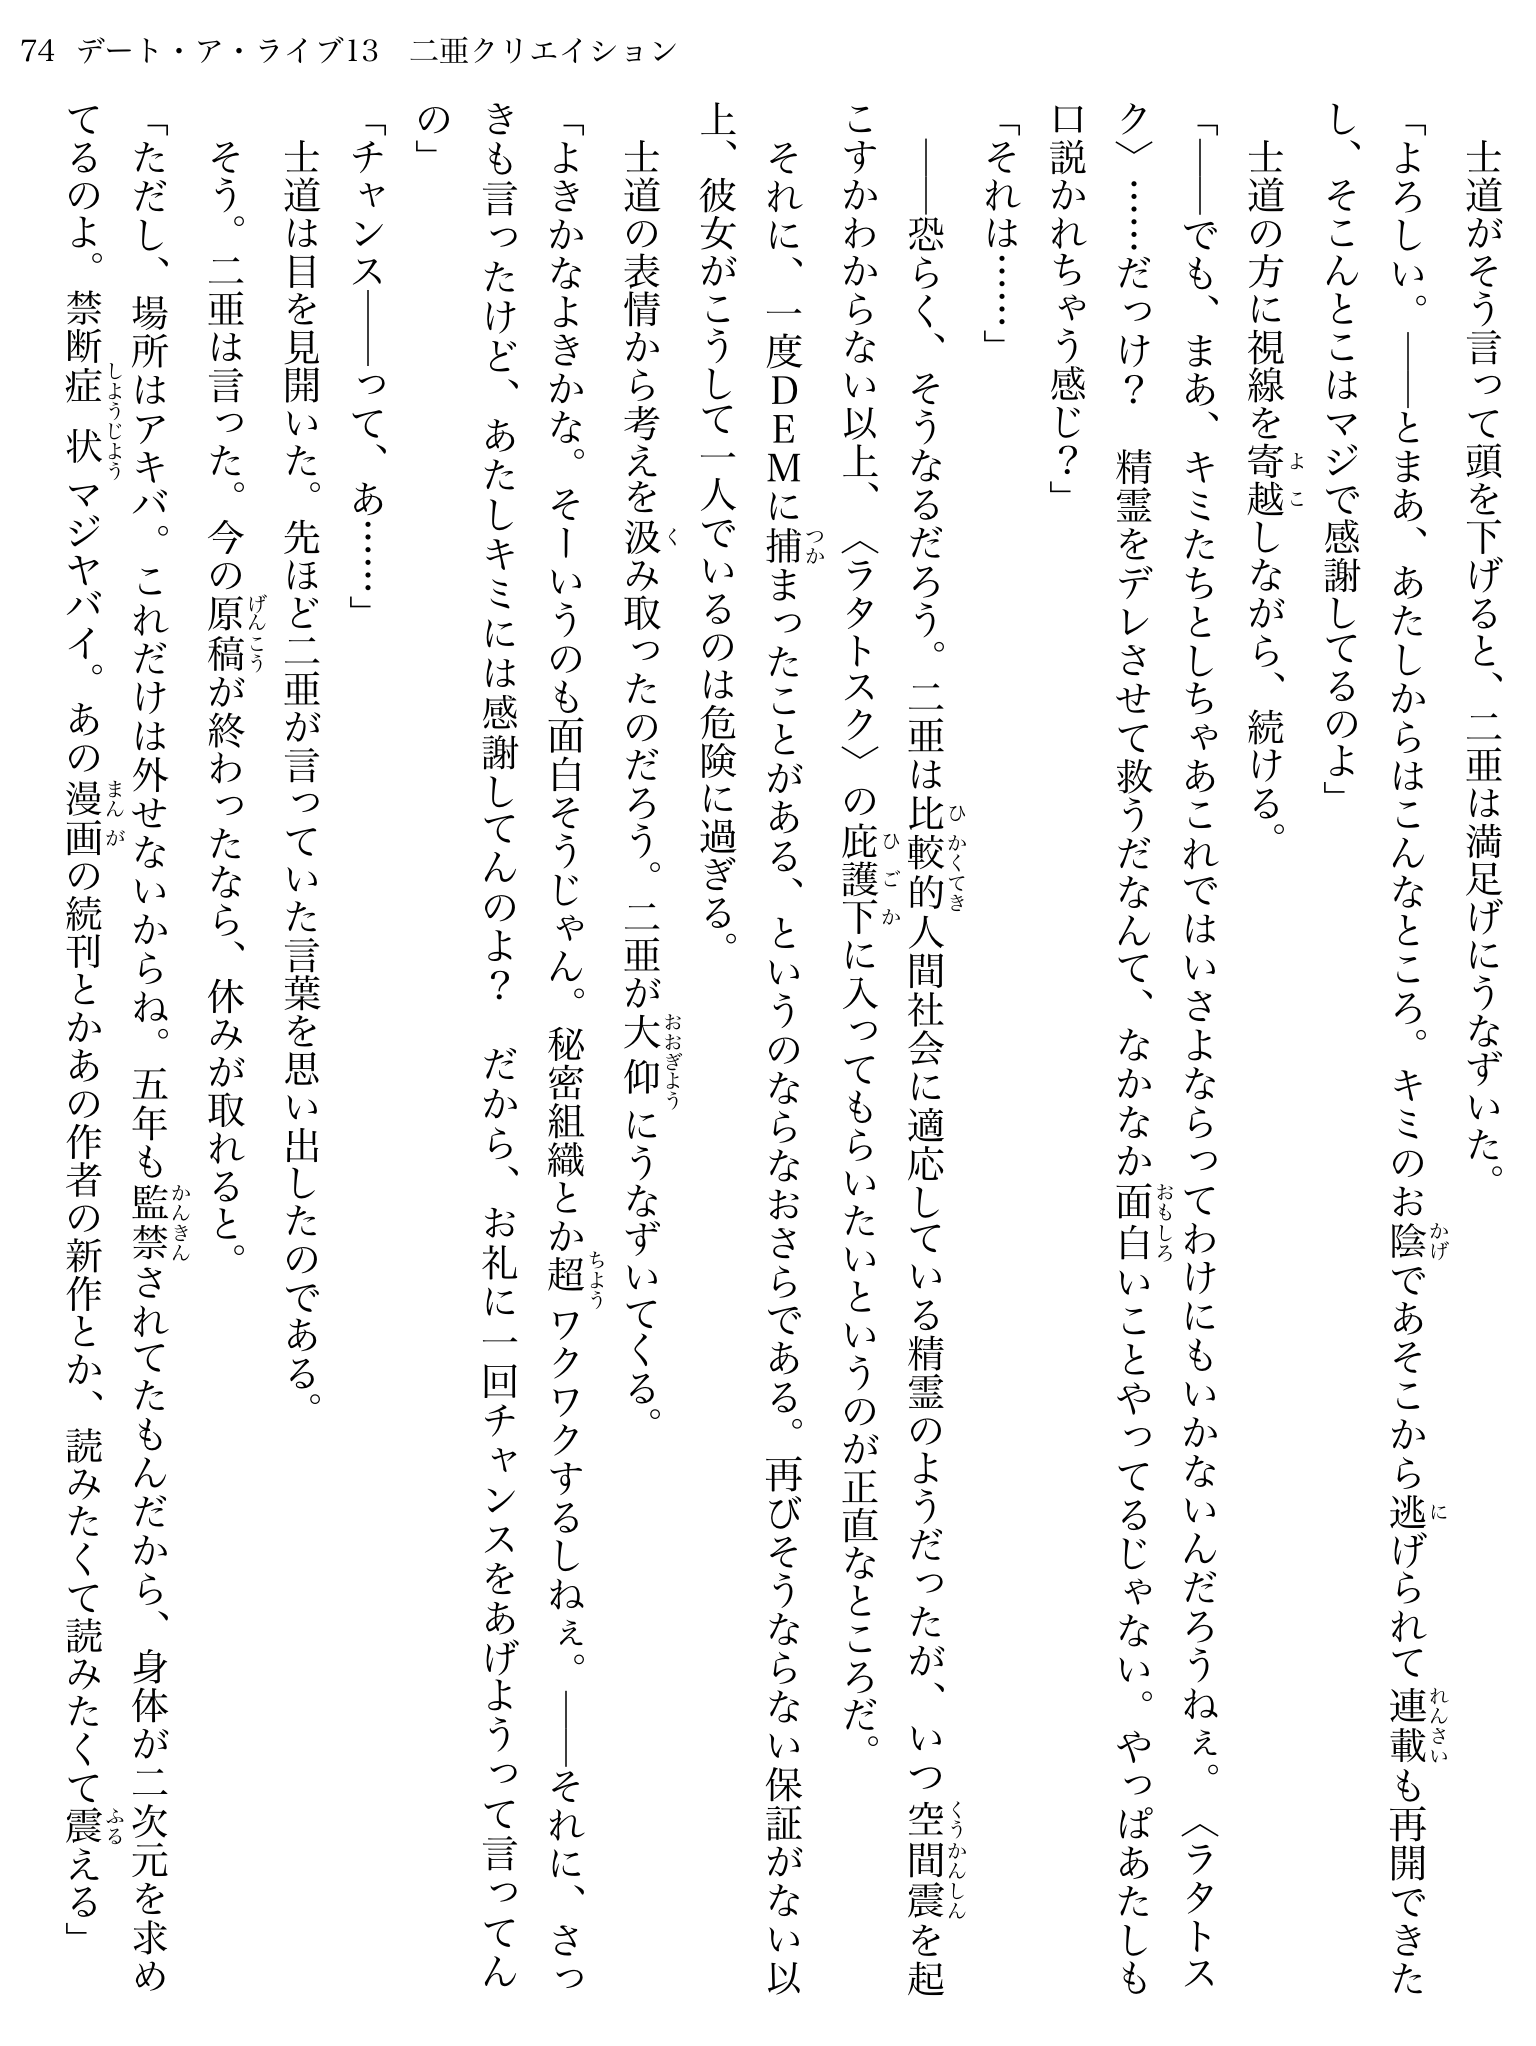 74 デート・ア・ライブ13　二亜クリエイション
　士道がそう言って頭を下げると、二亜は満足げにうなずいた。
「よろしい。――とまあ、あたしからはこんなところ。キミのお陰であそこから逃げられて連載も再開できた
し、そこんとこはマジで感謝してるのよ」
　士道の方に視線を寄越しながら、続ける。
「――でも、まあ、キミたちとしちゃあこれではいさよならってわけにもいかないんだろうねぇ。〈ラタトス
ク〉……だっけ？　精霊をデレさせて救うだなんて、なかなか面白いことやってるじゃない。やっぱあたしも
口説かれちゃう感じ？」
「それは……」
　――恐らく、そうなるだろう。二亜は比較的人間社会に適応している精霊のようだったが、いつ空間震を起
こすかわからない以上、〈ラタトスク〉の庇護下に入ってもらいたいというのが正直なところだ。
　それに、一度ＤＥＭに捕まったことがある、というのならなおさらである。再びそうならない保証がない以
上、彼女がこうして一人でいるのは危険に過ぎる。
　士道の表情から考えを汲み取ったのだろう。二亜が大仰にうなずいてくる。
「よきかなよきかな。そーいうのも面白そうじゃん。秘密組織とか超ワクワクするしねぇ。――それに、さっ
きも言ったけど、あたしキミには感謝してんのよ？　だから、お礼に一回チャンスをあげようって言ってん
の」
「チャンス――って、あ……」
　士道は目を見開いた。先ほど二亜が言っていた言葉を思い出したのである。
　そう。二亜は言った。今の原稿が終わったなら、休みが取れると。
「ただし、場所はアキバ。これだけは外せないからね。五年も監禁されてたもんだから、身体が二次元を求め
てるのよ。禁断症状マジヤバイ。あの漫画の続刊とかあの作者の新作とか、読みたくて読みたくて震える」